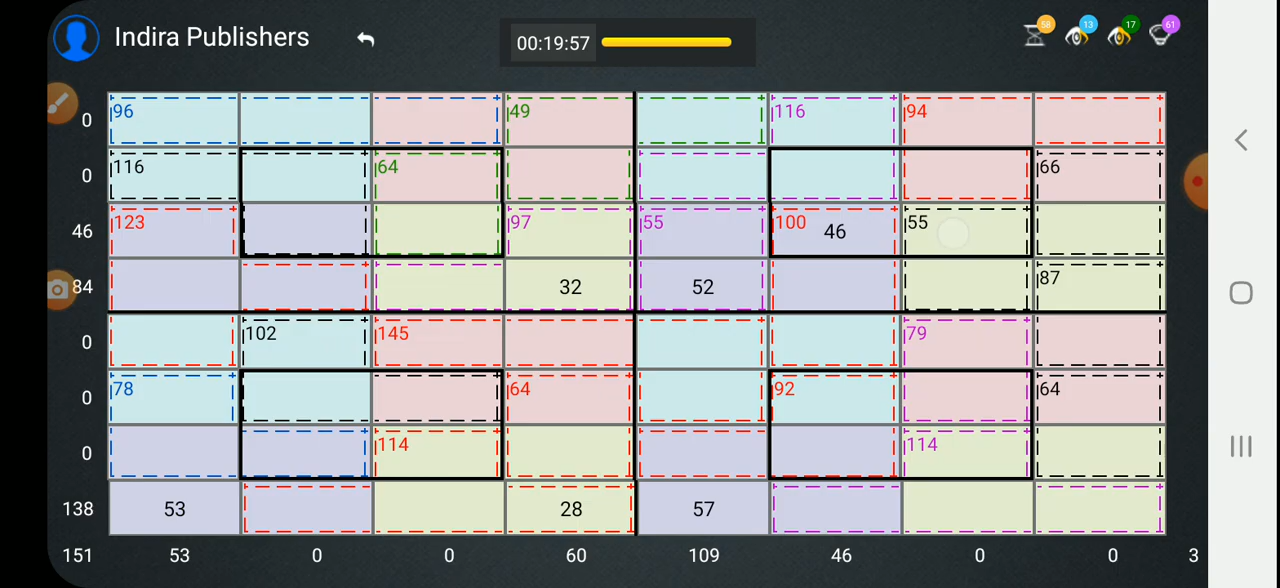 Indira Publishers
00:19:57
58
13
17
61
0 96 49 116 94
0 116 64 66
46 123 97 55 100 46 55
84 32 52 87
0 102 145 79
0 78 64 92 64
0 114 114
138 53 28 57
151 53 0 0 60 109 46 0 0 3